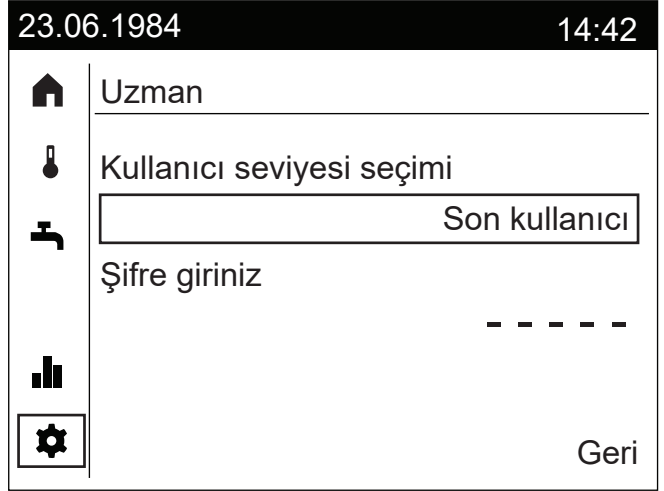 23.06.1984 14:42
Uzman
Kullanıcı seviyesi seçimi
Son kullanıcı
Şifre giriniz
- - - - -
Geri